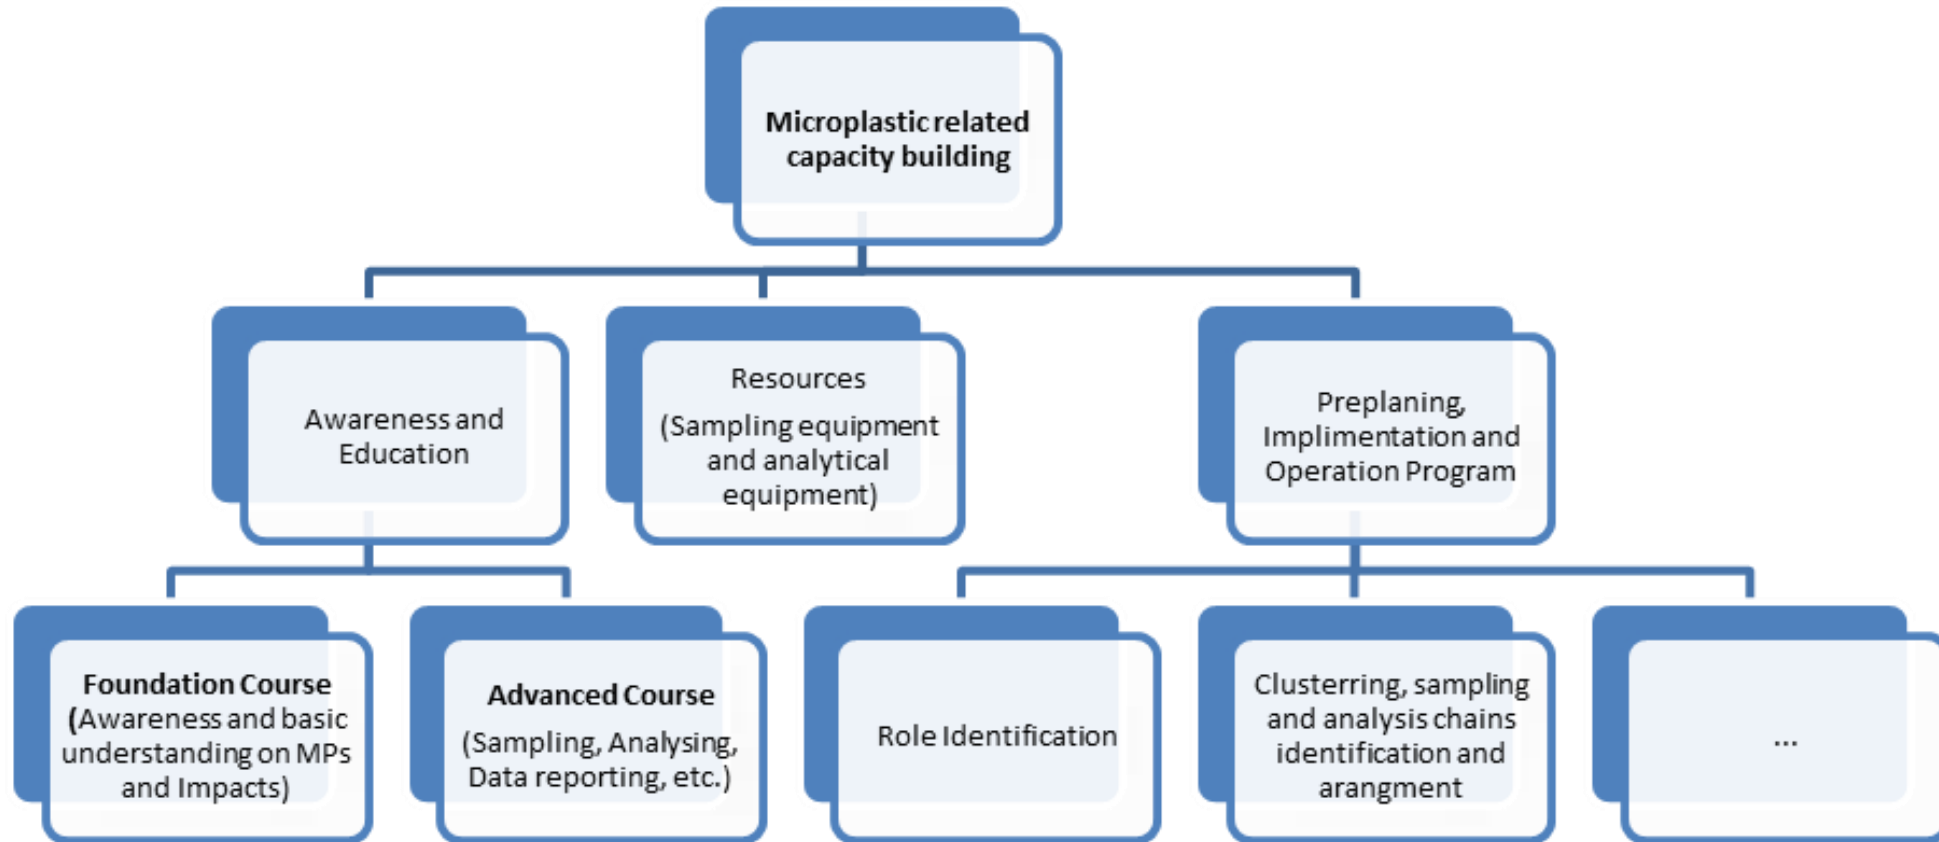 Microplastic related
capacity building
Awareness and
Education
Resources
(Sampling equipment
and analytical
equipment)
Preplaning,
Implimentation and
Operation Program
Foundation Course
(Awareness and basic
understanding on MPs
and Impacts)
Advanced Course
(Sampling, Analysing,
Data reporting, etc.)
Role Identification
Clusterring, sampling
and analysis chains
identification and
arangment
...